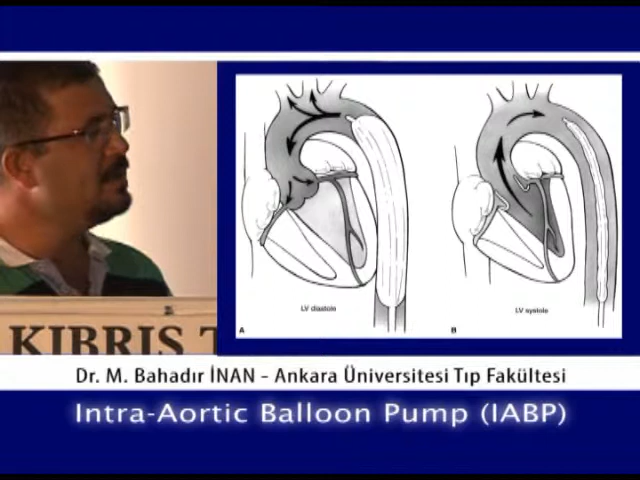 LV diastole
LV systole
A
B
KIBRIS T
Dr. M. Bahadır İNAN - Ankara Üniversitesi Tıp Fakültesi
Intra-Aortic Balloon Pump (IABP)